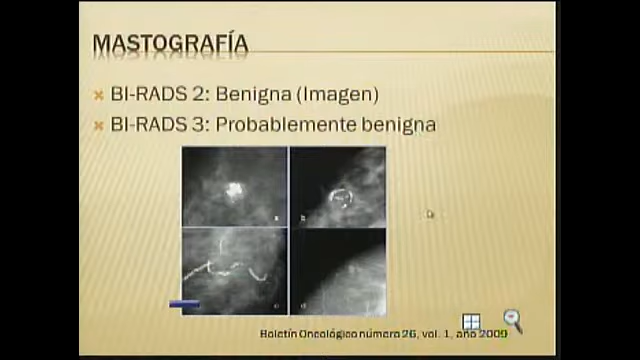 MASTOGRAFÍA
BI-RADS 2: Benigna (Imagen)
BI-RADS 3: Probablemente benigna
a
b
c
d
Boletín Oncológico número 26, vol. 1, año 2009